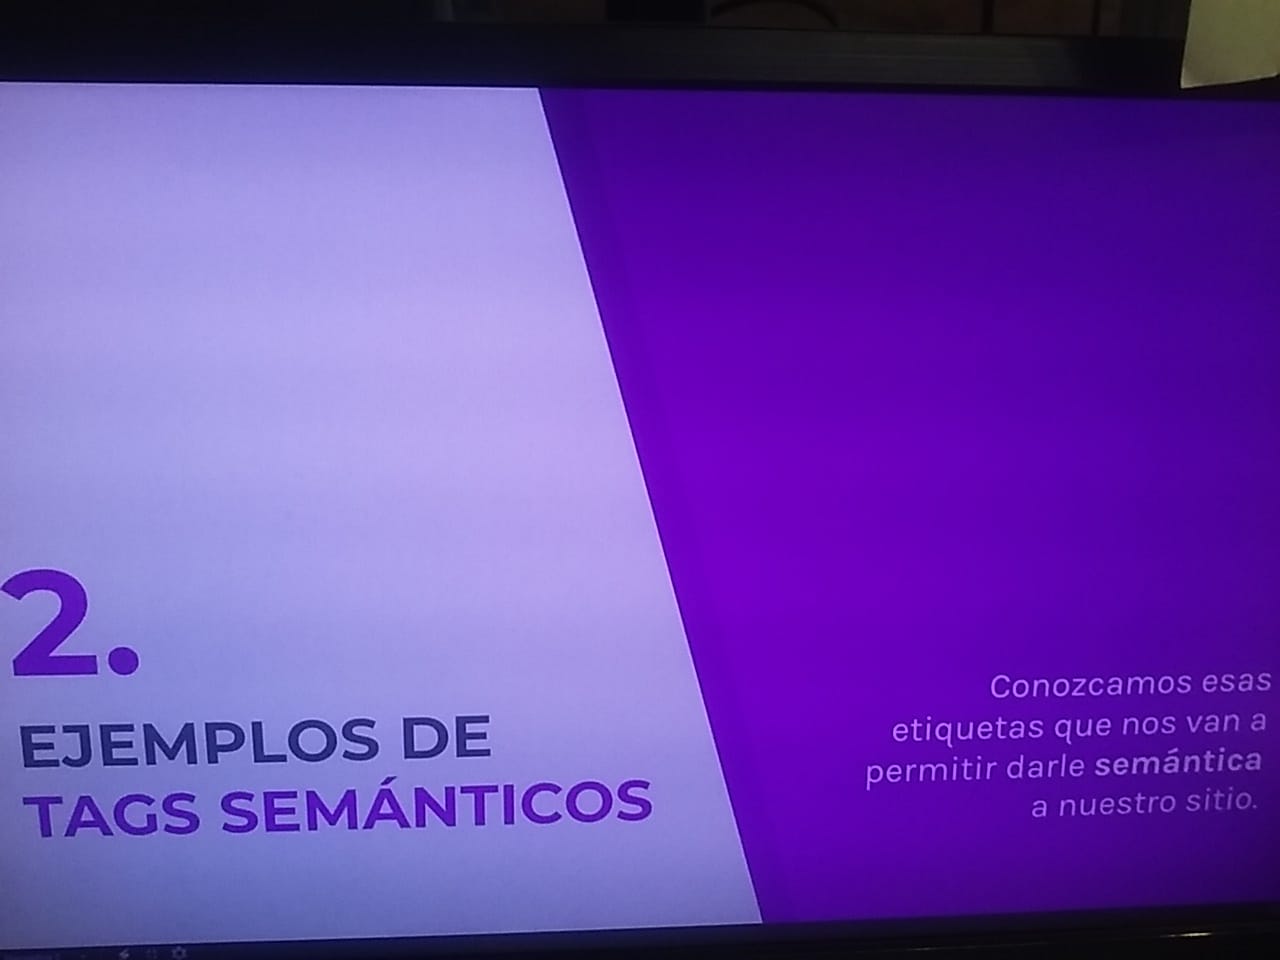 2.
EJEMPLOS DE
TAGS SEMÁNTICOS
Conozcamos esas
etiquetas que nos van a
permitir darle semántica
a nuestro sitio.